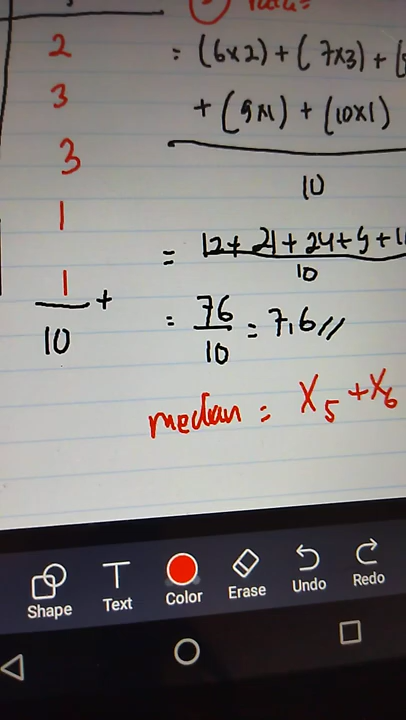 2
= (6x2) + ( 7x3) + (
3
+ (9x1) + (10x1)
3
10
1
= 12 + 21 + 24 + 9 + 1
10
1 +
10
= 76
10
= 7,6 //
median = X5 + X6
Shape
Text
Color
Erase
Undo
Redo